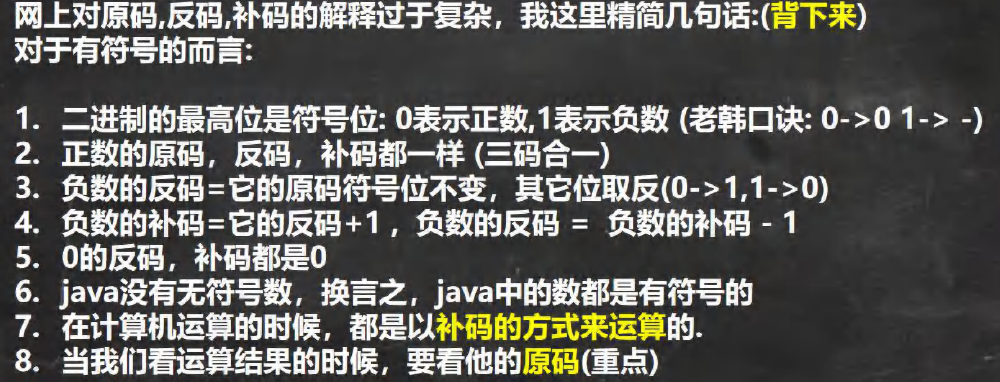 网上对原码,反码,补码的解释过于复杂，我这里精简几句话:(背下来)
对于有符号的而言:
1. 二进制的最高位是符号位: 0表示正数,1表示负数 (老韩口诀: 0->0 1-> -)
2. 正数的原码，反码，补码都一样 (三码合一)
3. 负数的反码=它的原码符号位不变，其它位取反(0->1,1->0)
4. 负数的补码=它的反码+1 ，负数的反码 = 负数的补码 - 1
5. 0的反码，补码都是0
6. java没有无符号数，换言之，java中的数都是有符号的
7. 在计算机运算的时候，都是以补码的方式来运算的.
8. 当我们看运算结果的时候，要看他的原码(重点)